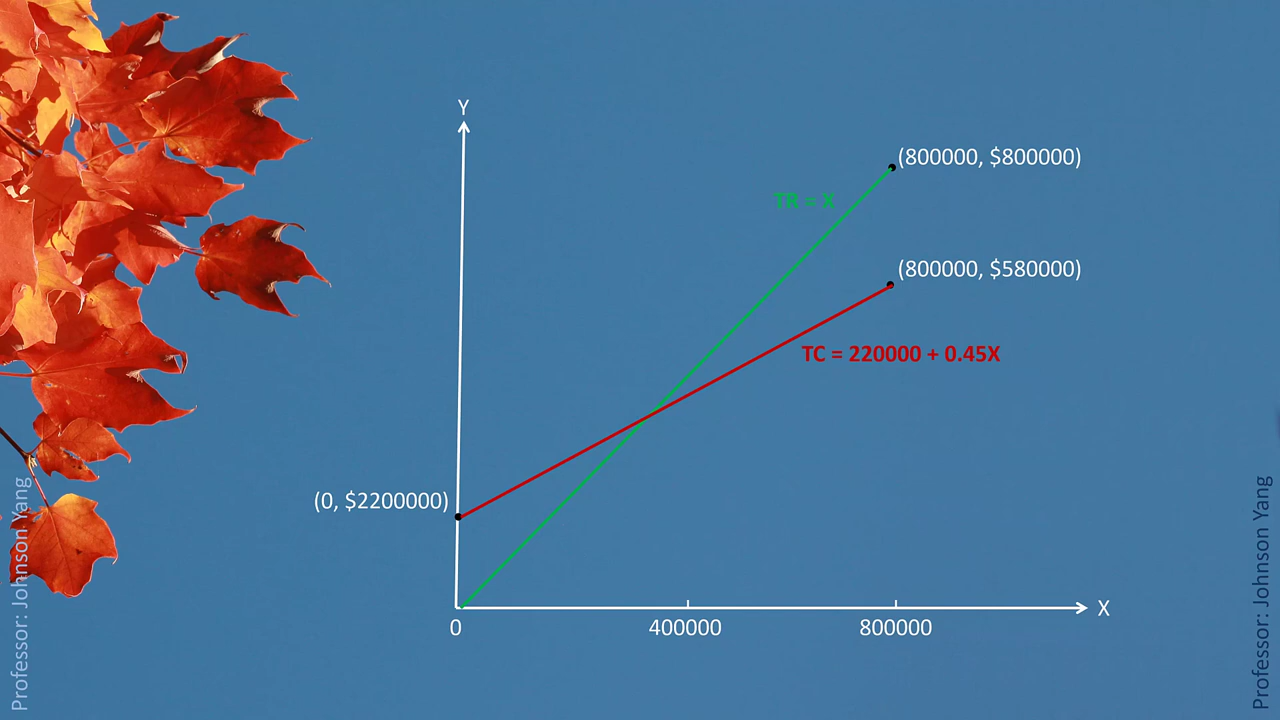 Y
(800000, $800000)
TR = X
(800000, $580000)
TC = 220000 + 0.45X
(0, $2200000)
X
0
400000
800000
Professor: Johnson Yang
Professor: Johnson Yang